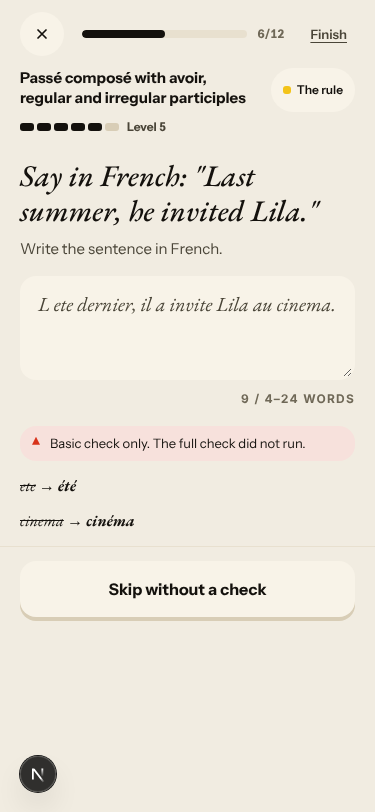 6/12
Finish
Passé composé with avoir,
regular and irregular participles
The rule
Level 5
Say in French: "Last
summer, he invited Lila."
Write the sentence in French.
L ete dernier, il a invite Lila au cinema.
9 / 4–24 WORDS
Basic check only. The full check did not run.
ete → été
cinema → cinéma
Skip without a check
N